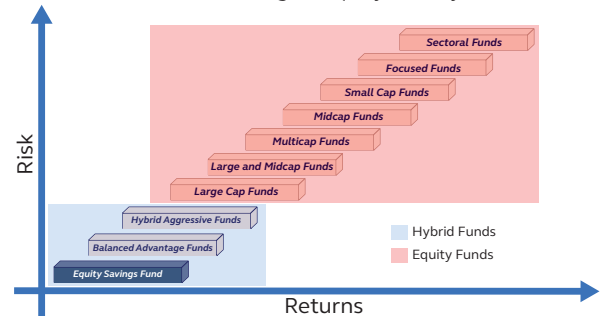 Sectoral Funds
Focused Funds
Small Cap Funds
Midcap Funds
Multicap Funds
Large and Midcap Funds
Large Cap Funds
Hybrid Aggressive Funds
Balanced Advantage Funds
Equity Savings Fund
Hybrid Funds
Equity Funds
Risk
Returns